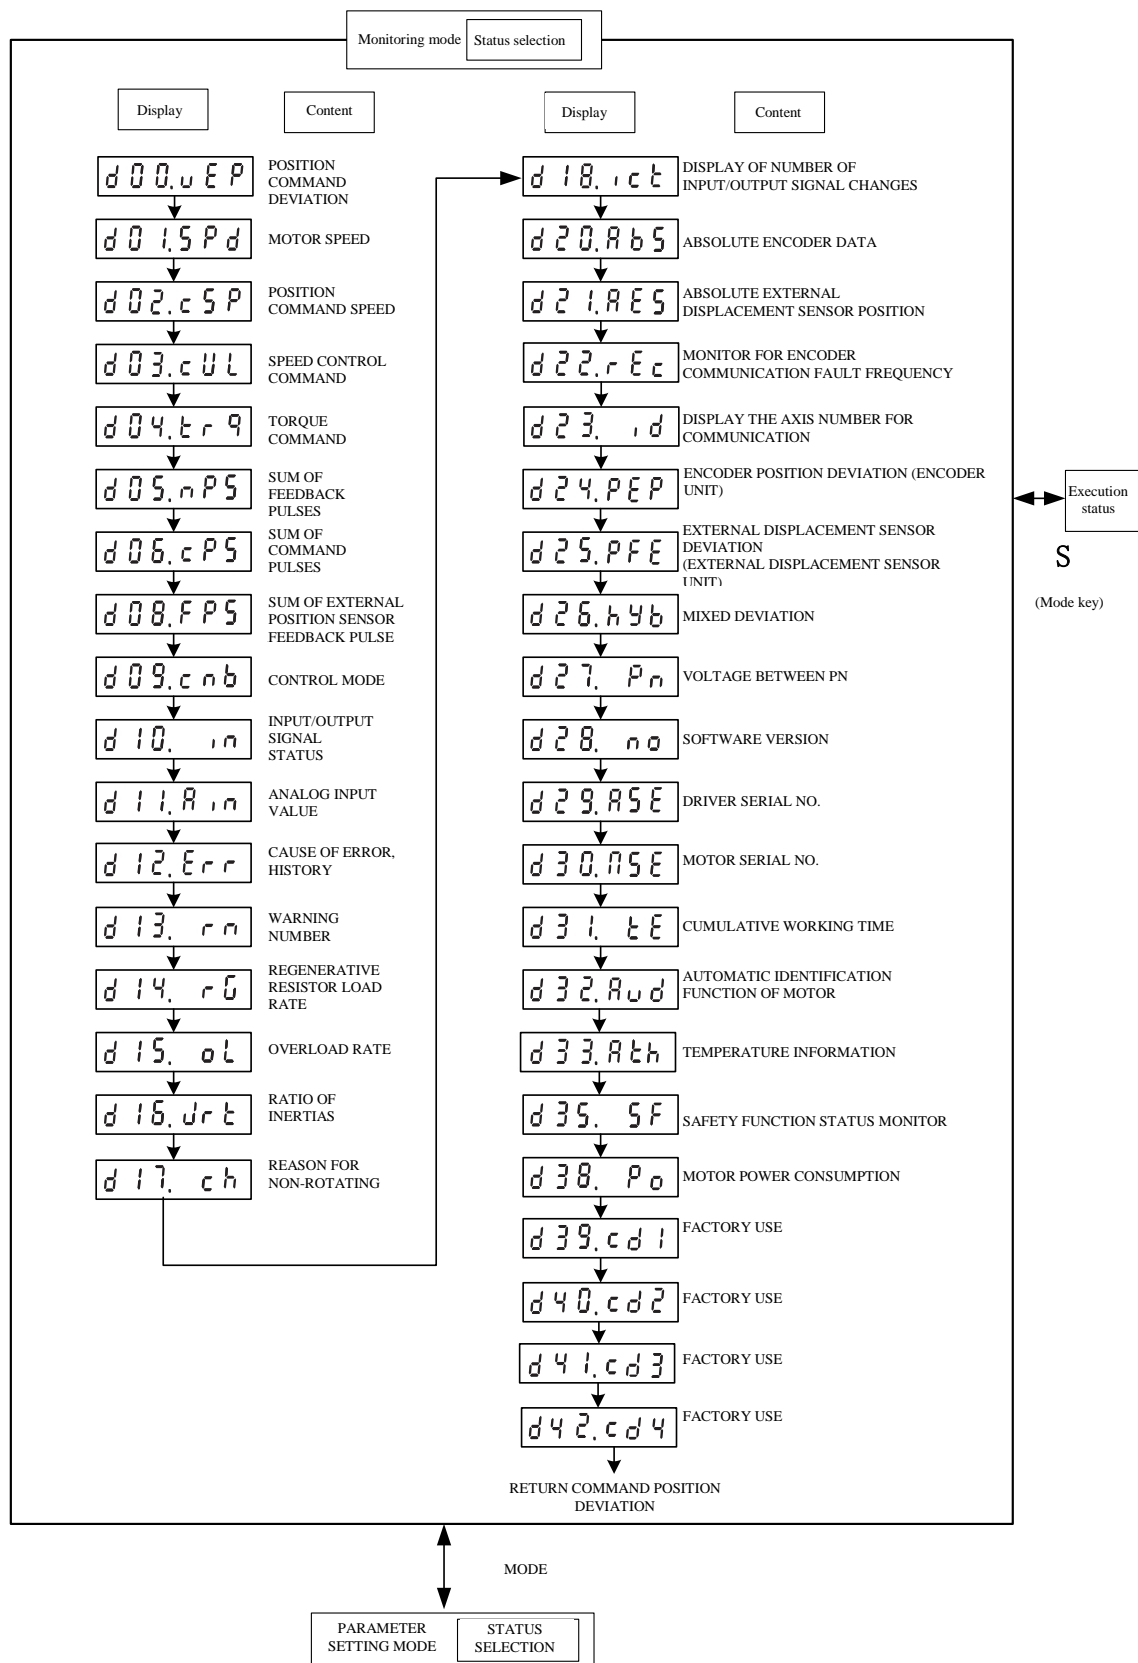 Monitoring mode
Status selection
Display
Content
d00.uEP
POSITION
COMMAND
DEVIATION
d01.SPd
MOTOR SPEED
d02.cSP
POSITION
COMMAND SPEED
d03.cUL
SPEED CONTROL
COMMAND
d04.trq
TORQUE
COMMAND
d05.nPS
SUM OF
FEEDBACK
PULSES
d06.cPS
SUM OF
COMMAND
PULSES
d08.FPS
SUM OF EXTERNAL
POSITION SENSOR
FEEDBACK PULSE
d09.cnb
CONTROL MODE
d10. in
INPUT/OUTPUT
SIGNAL
STATUS
d11.Ain
ANALOG INPUT
VALUE
d12.Err
CAUSE OF ERROR,
HISTORY
d13. rn
WARNING
NUMBER
d14. rG
REGENERATIVE
RESISTOR LOAD
RATE
d15. oL
OVERLOAD RATE
d16.Jrt
RATIO OF
INERTIAS
d17. ch
REASON FOR
NON-ROTATING
Display
Content
d18.ict
DISPLAY OF NUMBER OF
INPUT/OUTPUT SIGNAL CHANGES
d20.AbS
ABSOLUTE ENCODER DATA
d21.AES
ABSOLUTE EXTERNAL
DISPLACEMENT SENSOR POSITION
d22.rEc
MONITOR FOR ENCODER
COMMUNICATION FAULT FREQUENCY
d23. id
DISPLAY THE AXIS NUMBER FOR
COMMUNICATION
d24.PEP
ENCODER POSITION DEVIATION (ENCODER
UNIT)
d25.PFE
EXTERNAL DISPLACEMENT SENSOR
DEVIATION
(EXTERNAL DISPLACEMENT SENSOR
UNIT)
d26.hyb
MIXED DEVIATION
d27. Pn
VOLTAGE BETWEEN PN
d28. no
SOFTWARE VERSION
d29.ASE
DRIVER SERIAL NO.
d30.MSE
MOTOR SERIAL NO.
d31. tE
CUMULATIVE WORKING TIME
d32.Aud
AUTOMATIC IDENTIFICATION
FUNCTION OF MOTOR
d33.Ath
TEMPERATURE INFORMATION
d35. SF
SAFETY FUNCTION STATUS MONITOR
d38. Po
MOTOR POWER CONSUMPTION
d39.cd1
FACTORY USE
d40.cd2
FACTORY USE
d41.cd3
FACTORY USE
d42.cd4
FACTORY USE
RETURN COMMAND POSITION
DEVIATION
Execution
status
S
(Mode key)
MODE
PARAMETER
SETTING MODE
STATUS
SELECTION